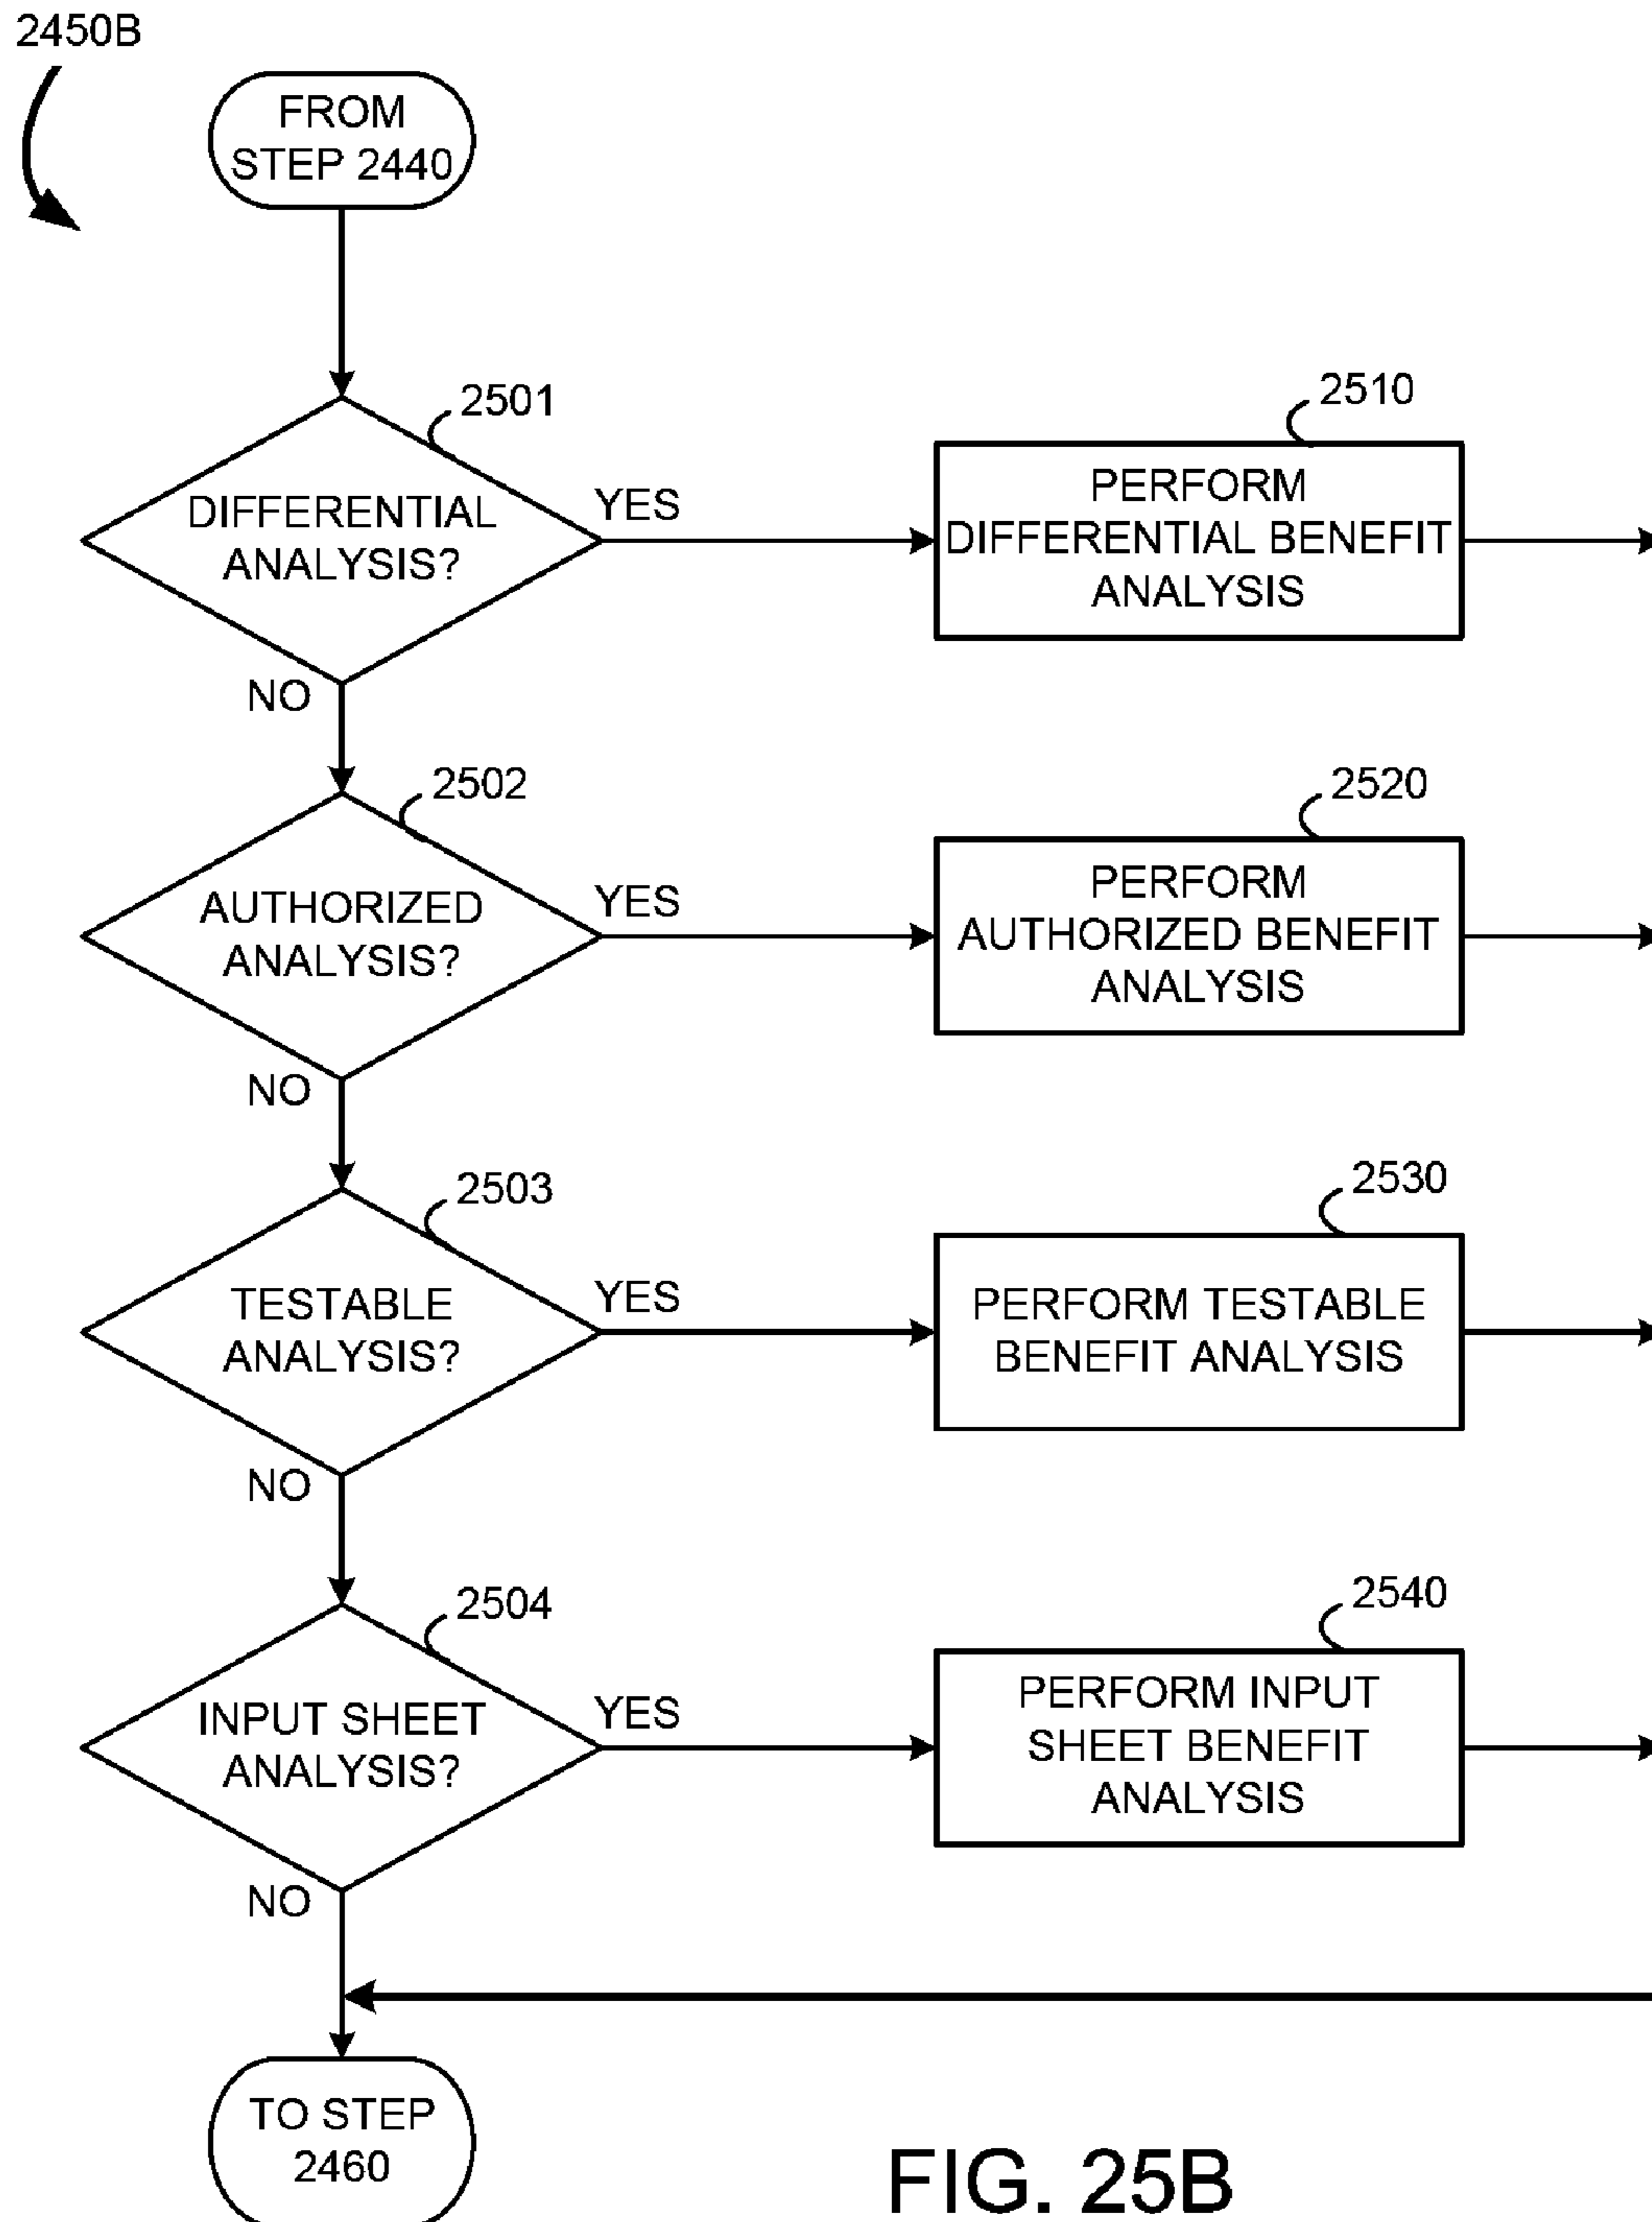 2450B
FROM
STEP 2440
2501
DIFFERENTIAL
ANALYSIS?
YES
NO
2510
PERFORM
DIFFERENTIAL BENEFIT
ANALYSIS
2502
AUTHORIZED
ANALYSIS?
YES
NO
2520
PERFORM
AUTHORIZED BENEFIT
ANALYSIS
2503
TESTABLE
ANALYSIS?
YES
NO
2530
PERFORM TESTABLE
BENEFIT ANALYSIS
2504
INPUT SHEET
ANALYSIS?
YES
NO
2540
PERFORM INPUT
SHEET BENEFIT
ANALYSIS
TO STEP
2460
FIG. 25B